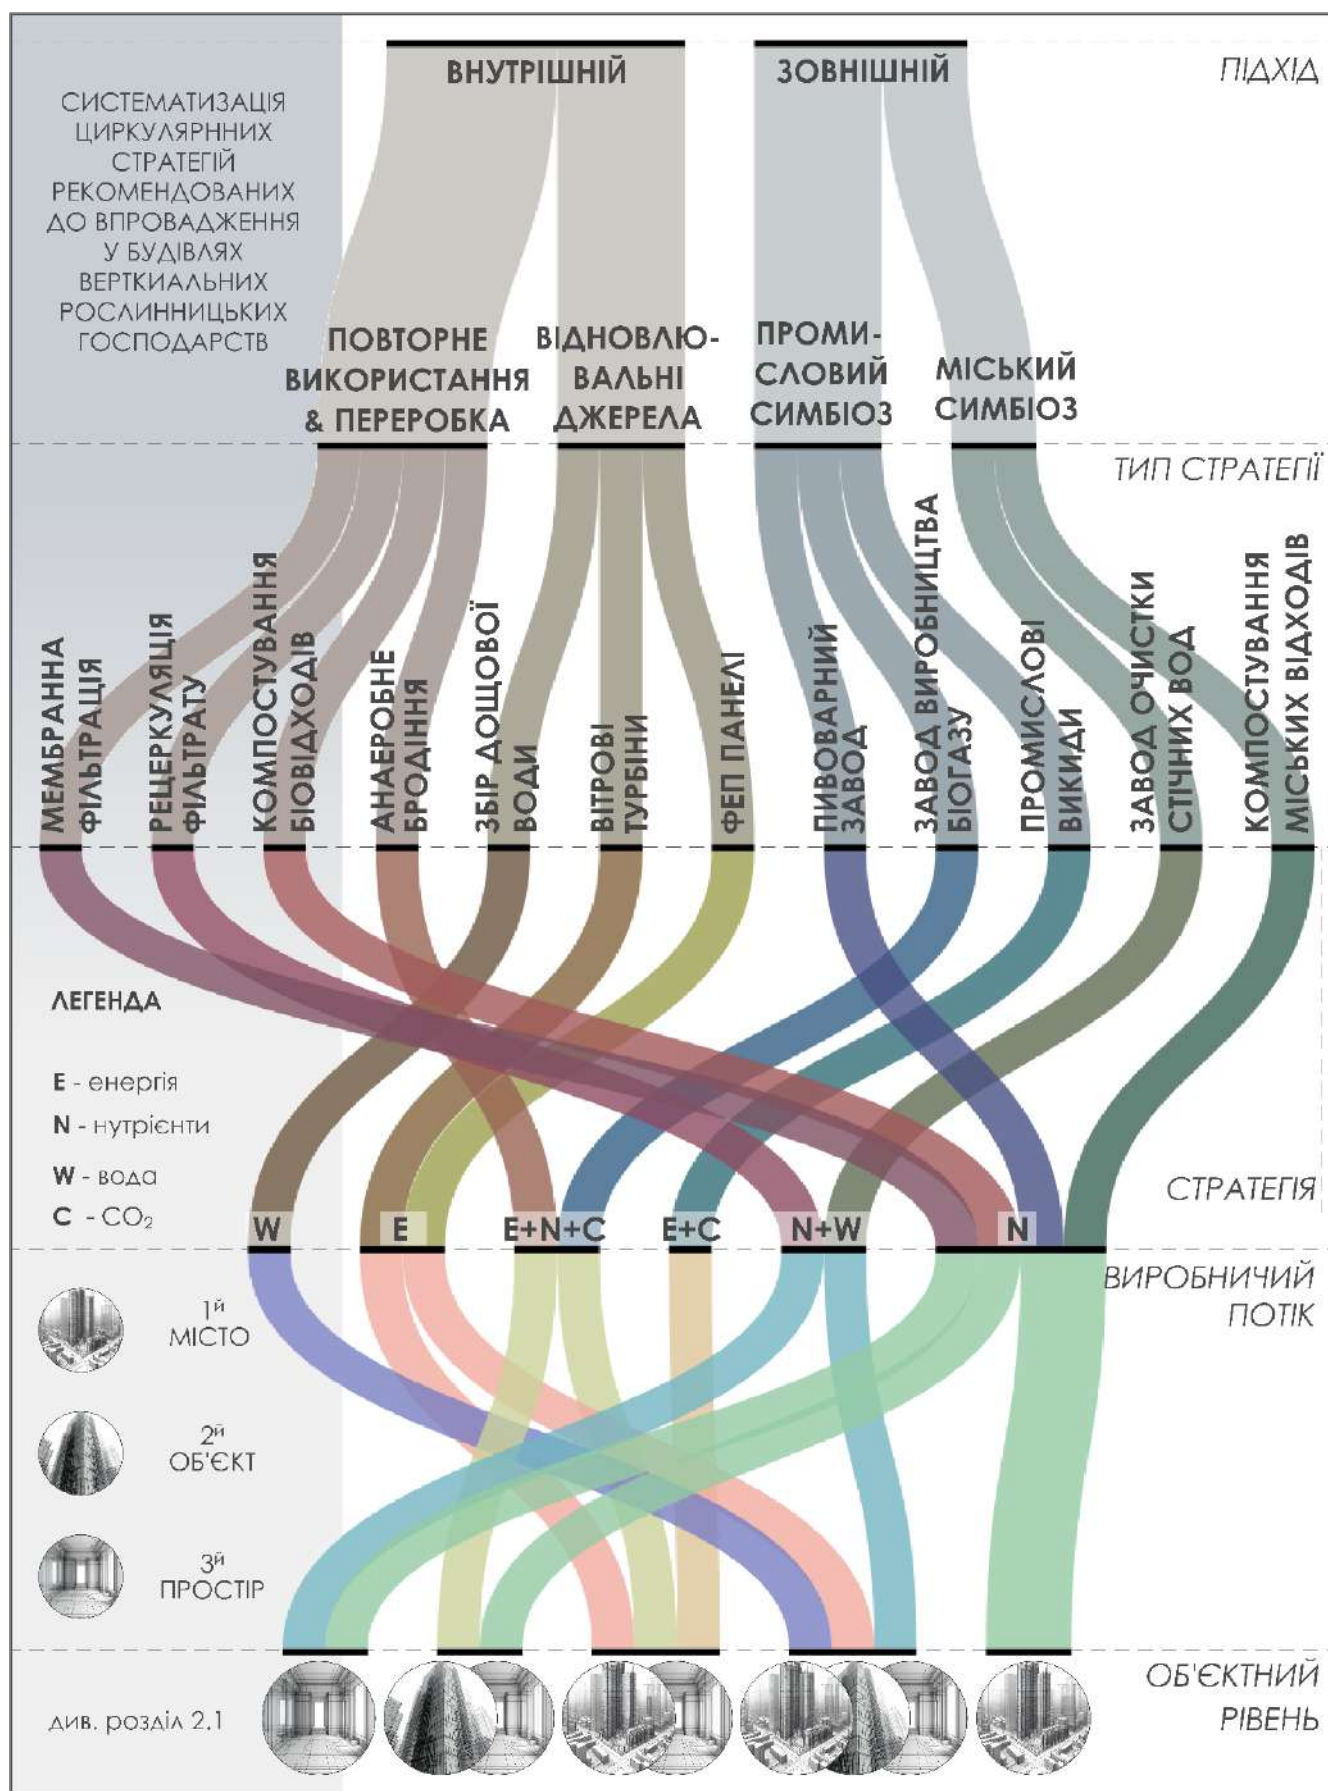 ВНУТРІШНІЙ
ЗОВНІШНІЙ
ПІДХІД
СИСТЕМАТИЗАЦІЯ
ЦИРКУЛЯРННИХ
СТРАТЕГІЙ
РЕКОМЕНДОВАНИХ
ДО ВПРОВАДЖЕННЯ
У БУДІВЛЯХ
ВЕРТКИАЛЬНИХ
РОСЛИННИЦЬКИХ
ГОСПОДАРСТВ
ПОВТОРНЕ
ВИКОРИСТАННЯ
& ПЕРЕРОБКА
ВІДНОВЛЮ-
ВАЛЬНІ
ДЖЕРЕЛА
ПРОМИ-
СЛОВИЙ
СИМБІОЗ
МІСЬКИЙ
СИМБІОЗ
ТИП СТРАТЕГІЇ
МЕМБРАННА
ФІЛЬТРАЦІЯ
РЕЦЕРКУЛЯЦІЯ
ФІЛЬТРАТУ
КОМПОСТУВАННЯ
БІОВІДХОДІВ
АНАЕРОБНЕ
БРОДІННЯ
ЗБІР ДОЩОВОЇ
ВОДИ
ВІТРОВІ
ТУРБІНИ
ФЕП ПАНЕЛІ
ПИВОВАРНИЙ
ЗАВОД
ЗАВОД ВИРОБНИЦТВА
БІОГАЗУ
ПРОМИСЛОВІ
ВИКИДИ
ЗАВОД ОЧИСТКИ
СТІЧНИХ ВОД
КОМПОСТУВАННЯ
МІСЬКИХ ВІДХОДІВ
ЛЕГЕНДА
E - енергія
N - нутрієнти
W - вода
C - CO₂
СТРАТЕГІЯ
W
E
E+N+C
E+C
N+W
N
ВИРОБНИЧИЙ
ПОТІК
1й
МІСТО
2й
ОБ'ЄКТ
3й
ПРОСТІР
див. розділ 2.1
ОБ'ЄКТНИЙ
РІВЕНЬ